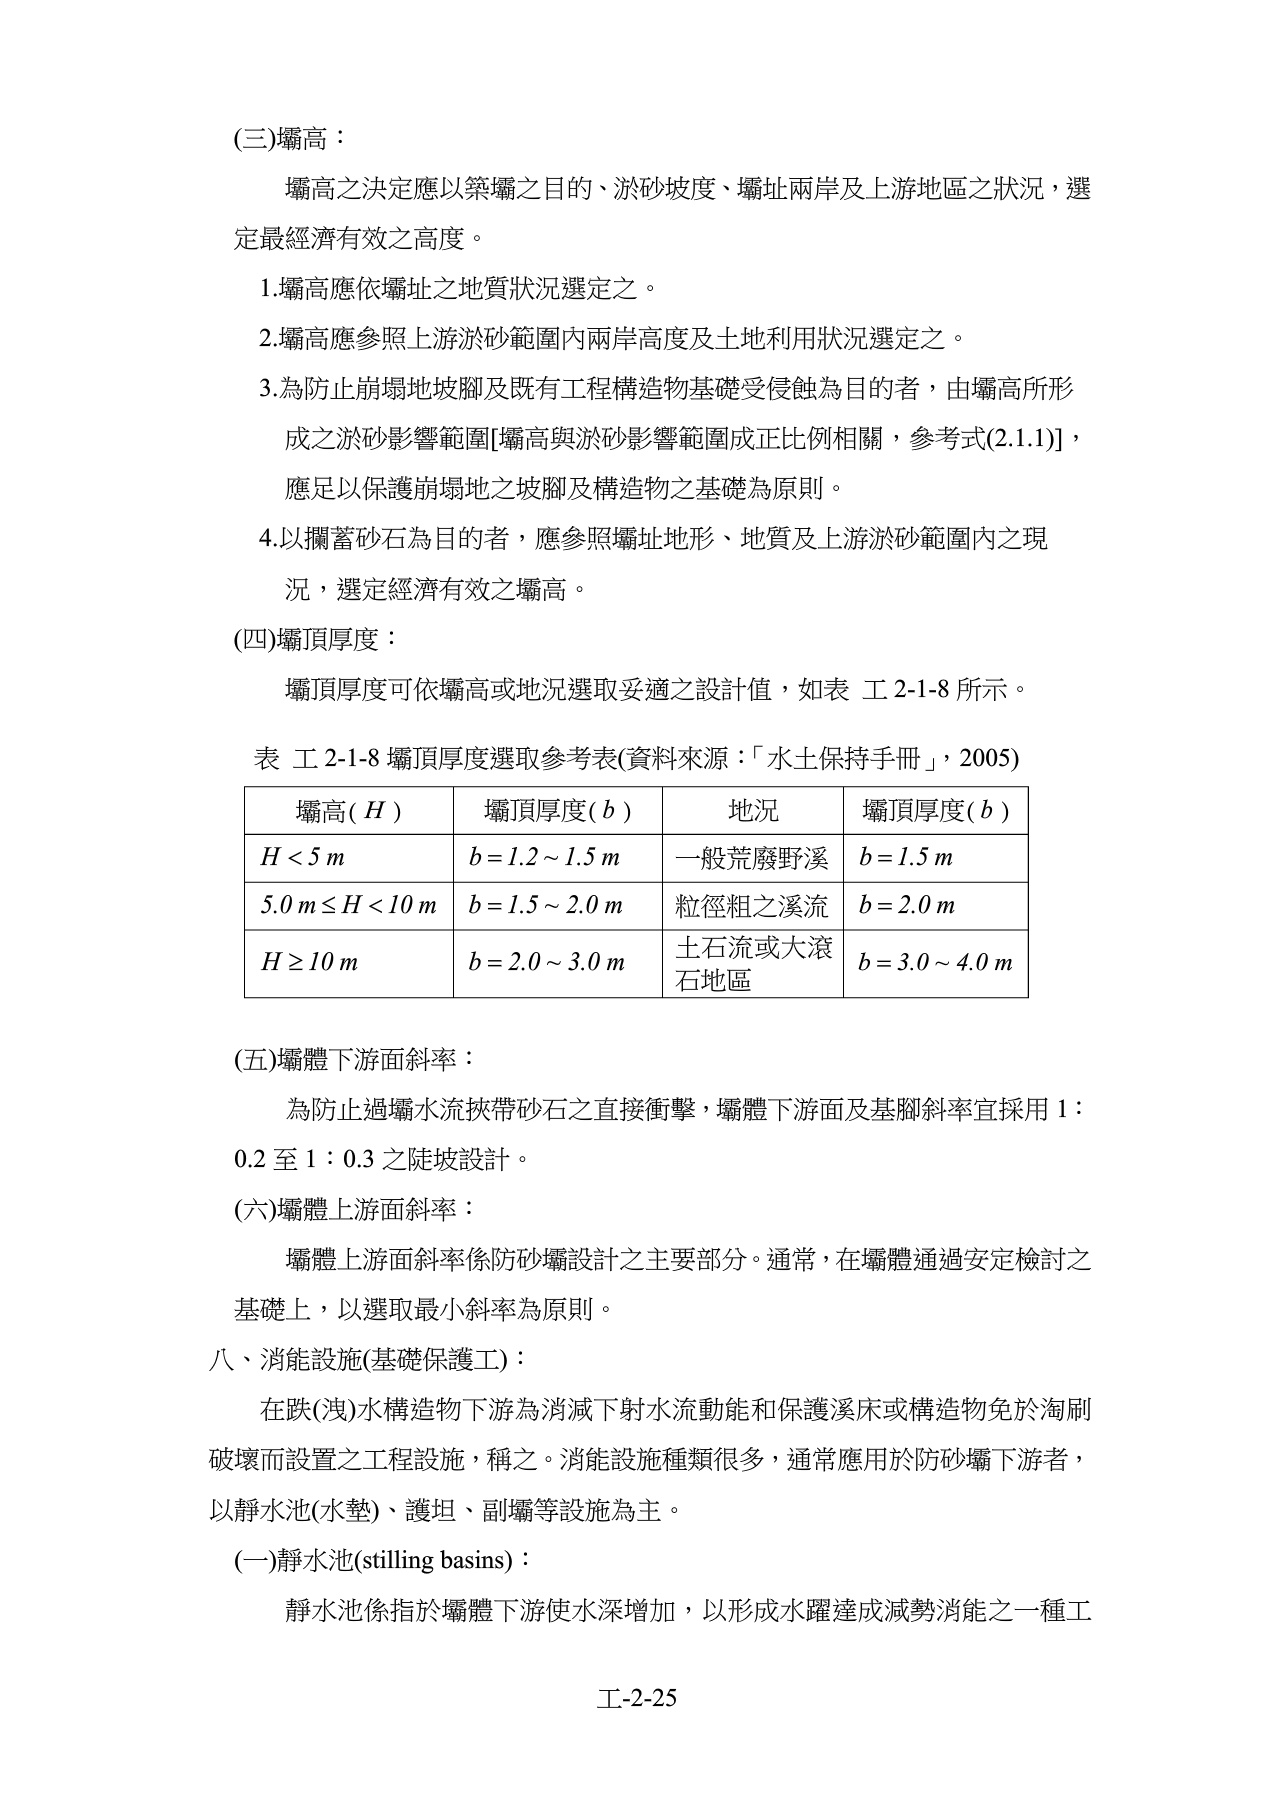 (三)壩高：
壩高之決定應以築壩之目的、淤砂坡度、壩址兩岸及上游地區之狀況，選
定最經濟有效之高度。
1.壩高應依壩址之地質狀況選定之。
2.壩高應參照上游淤砂範圍內兩岸高度及土地利用狀況選定之。
3.為防止崩塌地坡腳及既有工程構造物基礎受侵蝕為目的者，由壩高所形
成之淤砂影響範圍[壩高與淤砂影響範圍成正比例相關，參考式(2.1.1)]，
應足以保護崩塌地之坡腳及構造物之基礎為原則。
4.以攔蓄砂石為目的者，應參照壩址地形、地質及上游淤砂範圍內之現
況，選定經濟有效之壩高。
(四)壩頂厚度：
壩頂厚度可依壩高或地況選取妥適之設計值，如表 工 2-1-8 所示。
表 工 2-1-8 壩頂厚度選取參考表(資料來源：「水土保持手冊」，2005)
壩高( H ) 壩頂厚度( b ) 地況 壩頂厚度( b )
H < 5 m b = 1.2 ~ 1.5 m 一般荒廢野溪 b = 1.5 m
5.0 m ≤ H < 10 m b = 1.5 ~ 2.0 m 粒徑粗之溪流 b = 2.0 m
H ≥ 10 m b = 2.0 ~ 3.0 m 土石流或大滾 b = 3.0 ~ 4.0 m
石地區
(五)壩體下游面斜率：
為防止過壩水流挾帶砂石之直接衝擊，壩體下游面及基腳斜率宜採用 1：
0.2 至 1：0.3 之陡坡設計。
(六)壩體上游面斜率：
壩體上游面斜率係防砂壩設計之主要部分。通常，在壩體通過安定檢討之
基礎上，以選取最小斜率為原則。
八、消能設施(基礎保護工)：
在跌(洩)水構造物下游為消減下射水流動能和保護溪床或構造物免於淘刷
破壞而設置之工程設施，稱之。消能設施種類很多，通常應用於防砂壩下游者，
以靜水池(水墊)、護坦、副壩等設施為主。
(一)靜水池(stilling basins)：
靜水池係指於壩體下游使水深增加，以形成水躍達成減勢消能之一種工
工-2-25